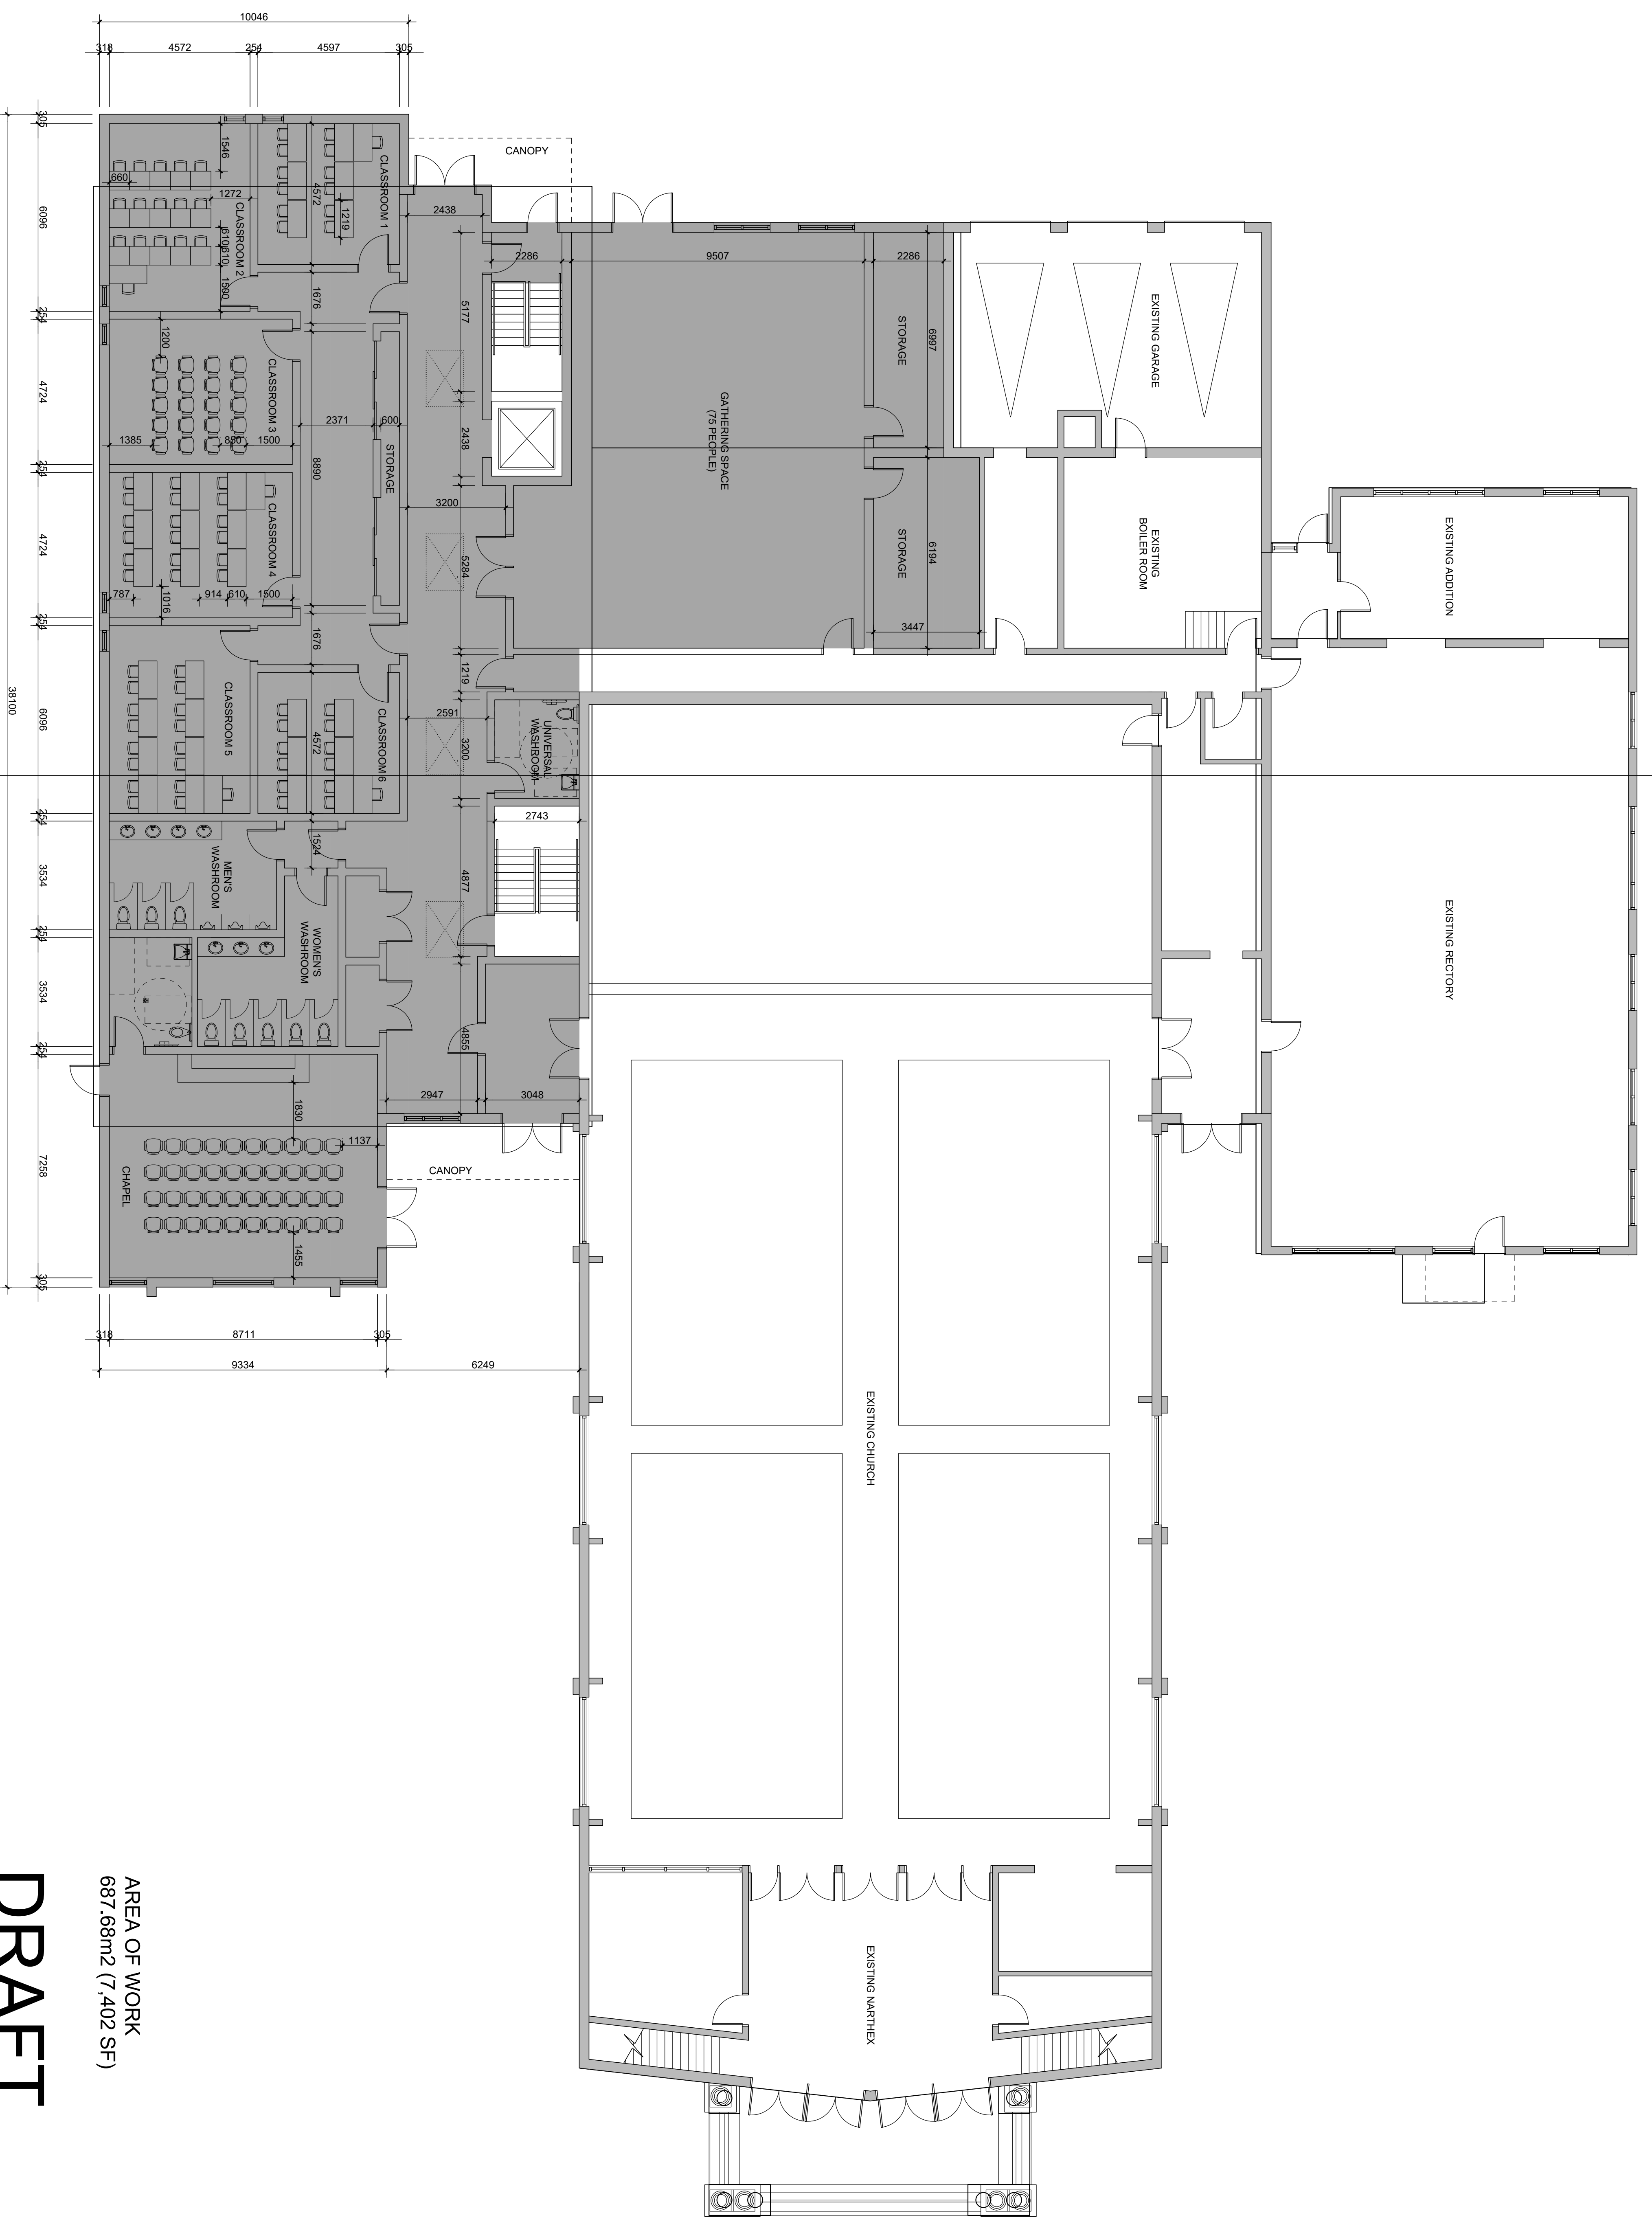 10046
318
4572
254
4597
305
38100
305
6096
254
4724
254
4724
254
6096
254
3534
254
3534
254
7258
305
CANOPY
CLASSROOM 1
4572
1219
1546
660
1272
CLASSROOM 2
610
610
1500
2438
2286
9507
2286
5177
1676
1200
CLASSROOM 3
2371
600
STORAGE
8890
1385
850
1500
2438
3200
GATHERING SPACE
(75 PEOPLE)
STORAGE
6997
STORAGE
6194
3447
EXISTING GARAGE
EXISTING
BOILER ROOM
EXISTING ADDITION
EXISTING RECTORY
CLASSROOM 4
787
1016
914
610
1500
5284
1676
1219
CLASSROOM 5
CLASSROOM 6
4572
2591
3200
UNIVERSAL
WASHROOM
2743
1524
4877
MEN'S
WASHROOM
WOMEN'S
WASHROOM
4855
2947
3048
1830
1137
CHAPEL
1455
CANOPY
318
8711
305
9334
6249
EXISTING CHURCH
EXISTING NARTHEX
AREA OF WORK
687.68m2 (7,402 SF)
DRAFT